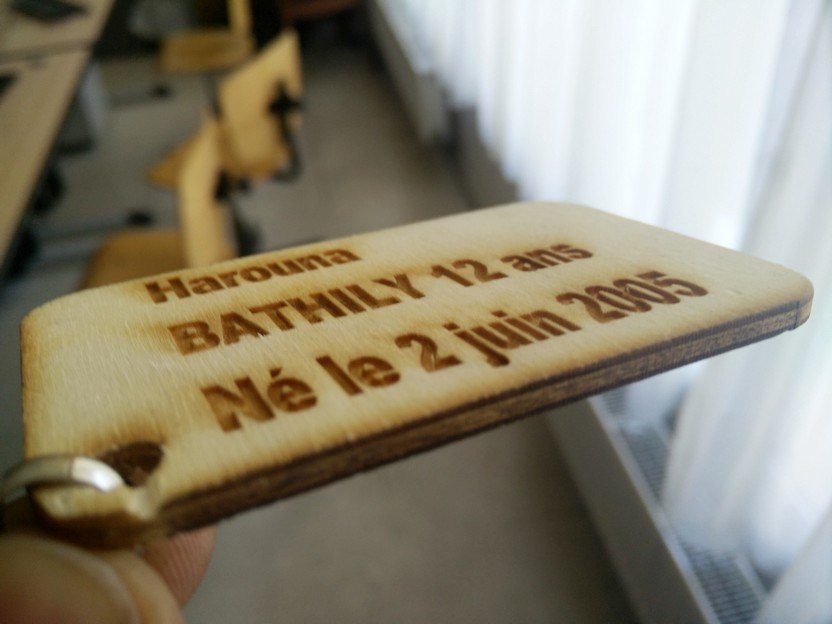 Harouna
BATHILY 12 ans
Né le 2 juin 2005